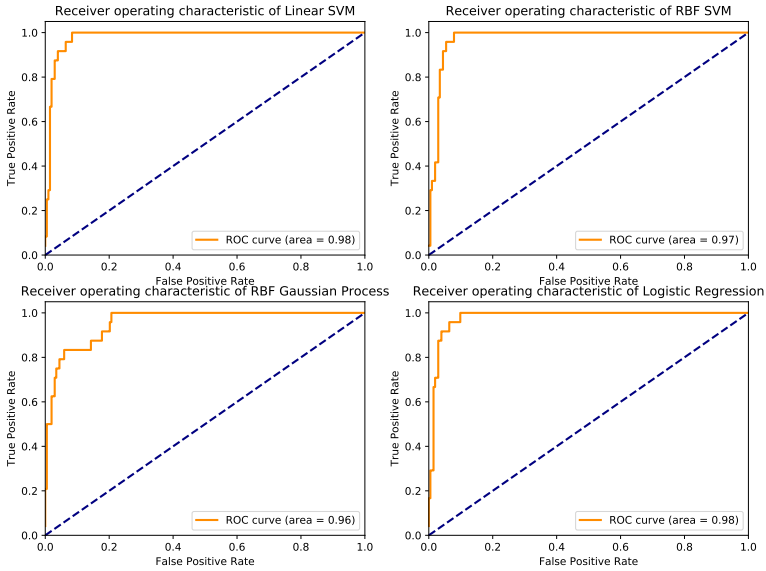 Receiver operating characteristic of Linear SVM
1.0
0.8
0.6
0.4
0.2
0.0
True Positive Rate
ROC curve (area = 0.98)
0.0 0.2 0.4 0.6 0.8 1.0
False Positive Rate
Receiver operating characteristic of RBF SVM
1.0
0.8
0.6
0.4
0.2
0.0
True Positive Rate
ROC curve (area = 0.97)
0.0 0.2 0.4 0.6 0.8 1.0
False Positive Rate
Receiver operating characteristic of RBF Gaussian Process
1.0
0.8
0.6
0.4
0.2
0.0
True Positive Rate
ROC curve (area = 0.96)
0.0 0.2 0.4 0.6 0.8 1.0
False Positive Rate
Receiver operating characteristic of Logistic Regression
1.0
0.8
0.6
0.4
0.2
0.0
True Positive Rate
ROC curve (area = 0.98)
0.0 0.2 0.4 0.6 0.8 1.0
False Positive Rate